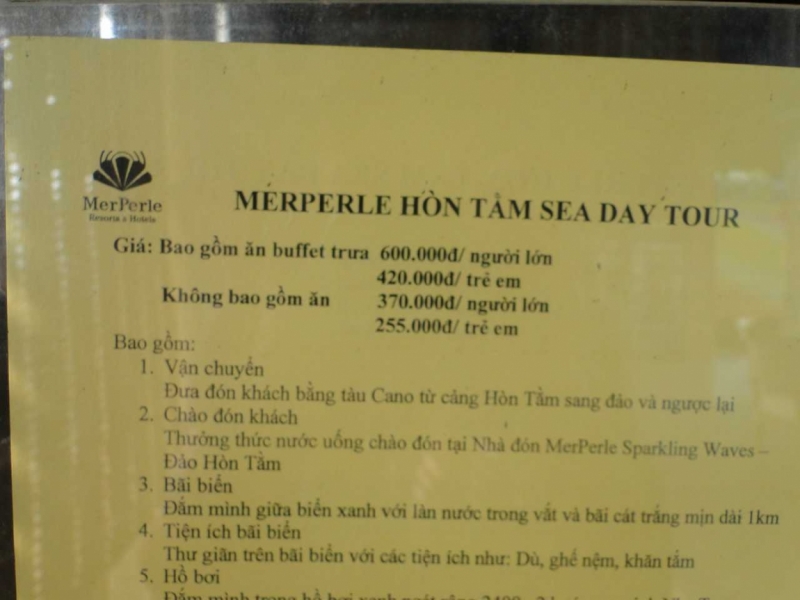 MerPerle
Resorts & Hotels
MERPERLE HÒN TẰM SEA DAY TOUR
Giá: Bao gồm ăn buffet trưa 600.000đ/ người lớn
420.000đ/ trẻ em
Không bao gồm ăn 370.000đ/ người lớn
255.000đ/ trẻ em
Bao gồm:
1. Vận chuyển
Đưa đón khách bằng tàu Cano từ cảng Hòn Tằm sang đảo và ngược lại
2. Chào đón khách
Thưởng thức nước uống chào đón tại Nhà đón MerPerle Sparkling Waves –
Đảo Hòn Tằm
3. Bãi biển
Đắm mình giữa biển xanh với làn nước trong vắt và bãi cát trắng mịn dài 1km
4. Tiện ích bãi biển
Thư giãn trên bãi biển với các tiện ích như: Dù, ghế nệm, khăn tắm
5. Hồ bơi
Đắm mình trong hồ bơi xanh